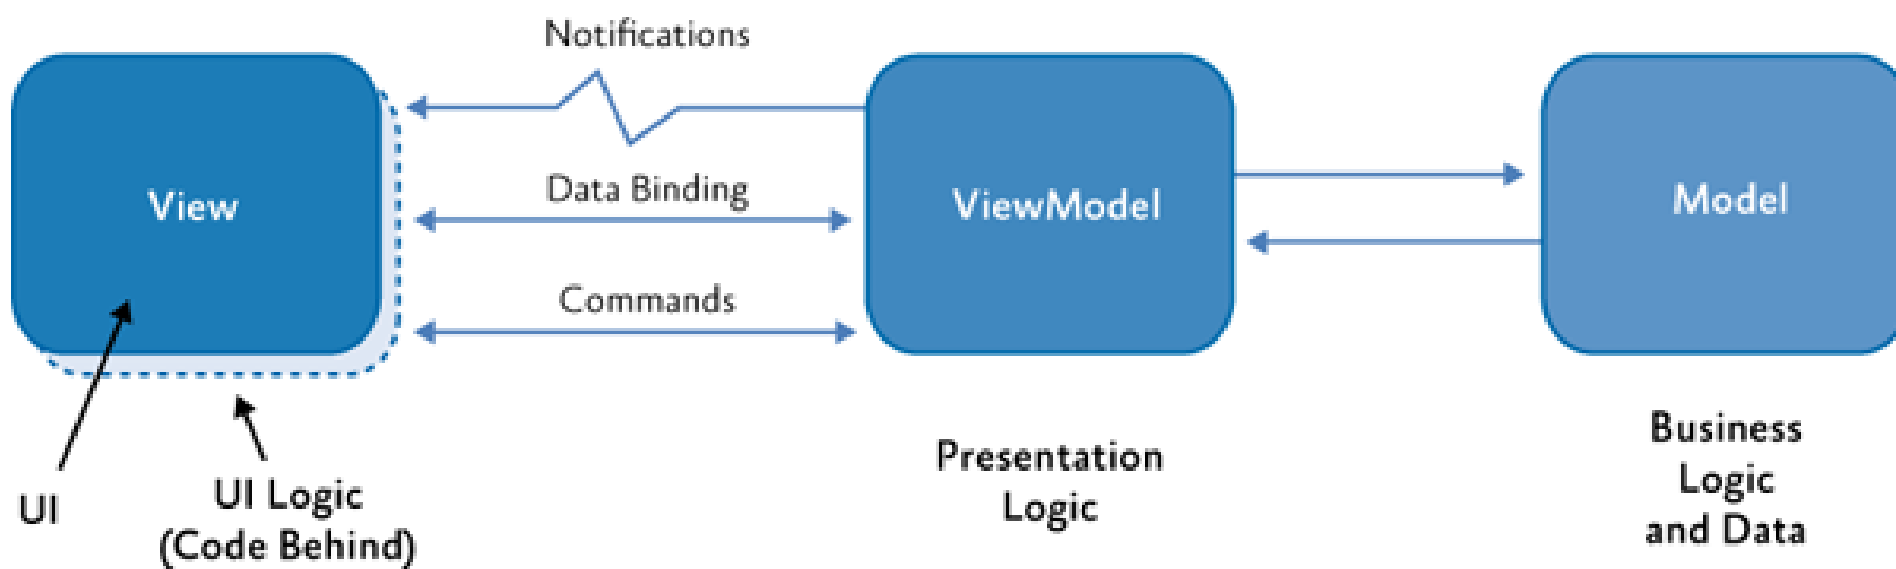 Notifications
View
Data Binding
ViewModel
Model
Commands
UI
UI Logic
(Code Behind)
Presentation
Logic
Business
Logic
and Data